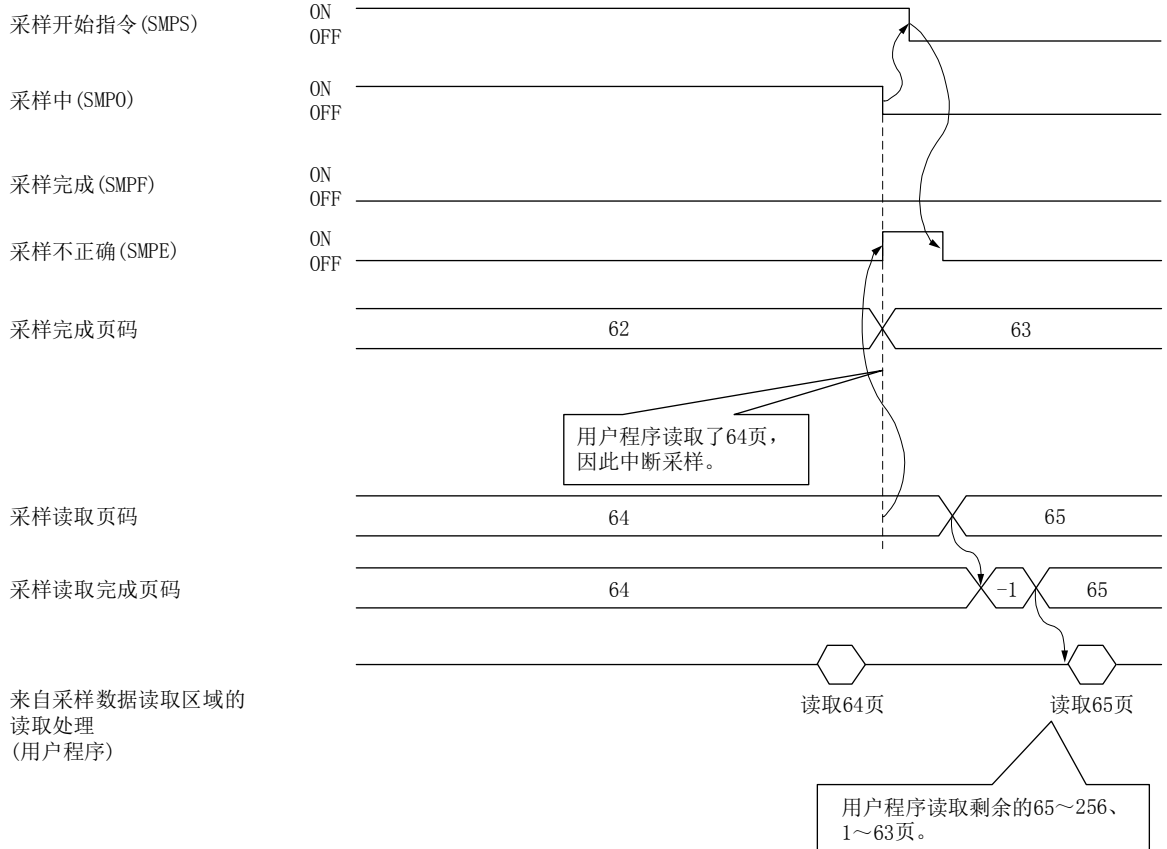 采样开始指令(SMPS)
ON
OFF
采样中(SMPO)
ON
OFF
采样完成(SMPF)
ON
OFF
采样不正确(SMPE)
ON
OFF
采样完成页码
62
63
用户程序读取了64页，
因此中断采样。
采样读取页码
64
65
采样读取完成页码
64
-1
65
来自采样数据读取区域的
读取处理
(用户程序)
读取64页
读取65页
用户程序读取剩余的65～256、
1～63页。